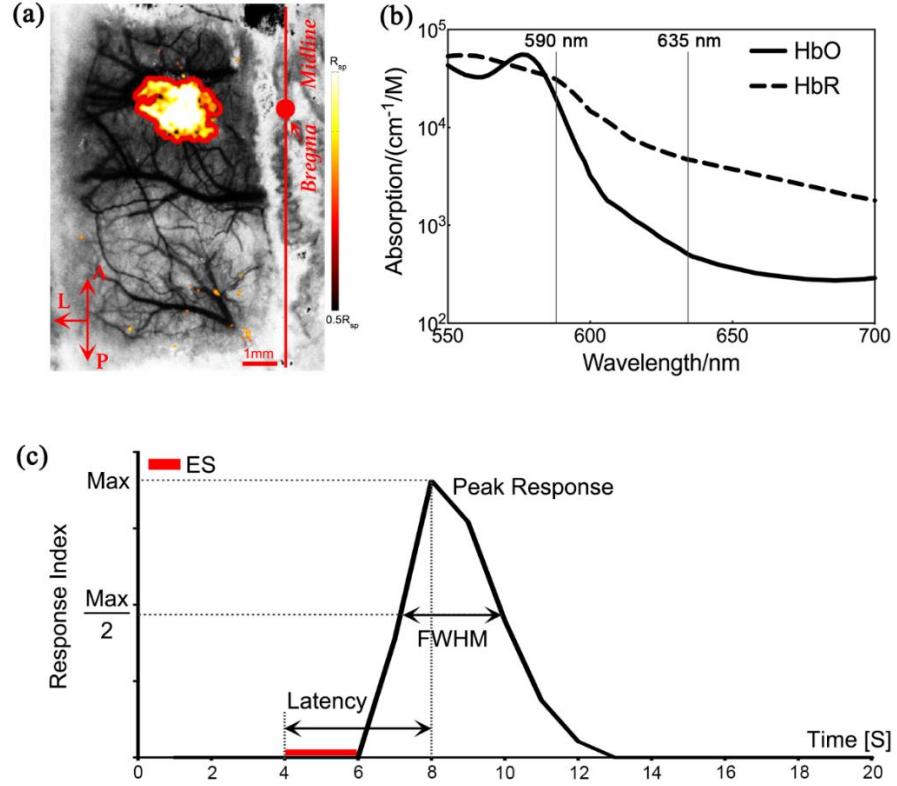 (a)
R_sp
Midline
Bregma
0.5R_sp
A
L
P
1mm
(b)
590 nm
635 nm
HbO
HbR
10^5
10^4
10^3
10^2
Absorption/(cm^-1/M)
550
600
650
700
Wavelength/nm
(c)
ES
Max
Peak Response
Response Index
Max
2
FWHM
Latency
Time [S]
0 2 4 6 8 10 12 14 16 18 20